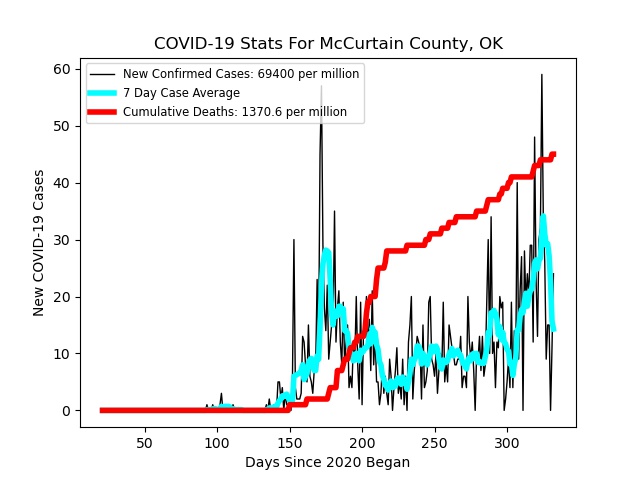 COVID-19 Stats For McCurtain County, OK
New Confirmed Cases: 69400 per million
7 Day Case Average
Cumulative Deaths: 1370.6 per million
New COVID-19 Cases
60
50
40
30
20
10
0
50 100 150 200 250 300
Days Since 2020 Began